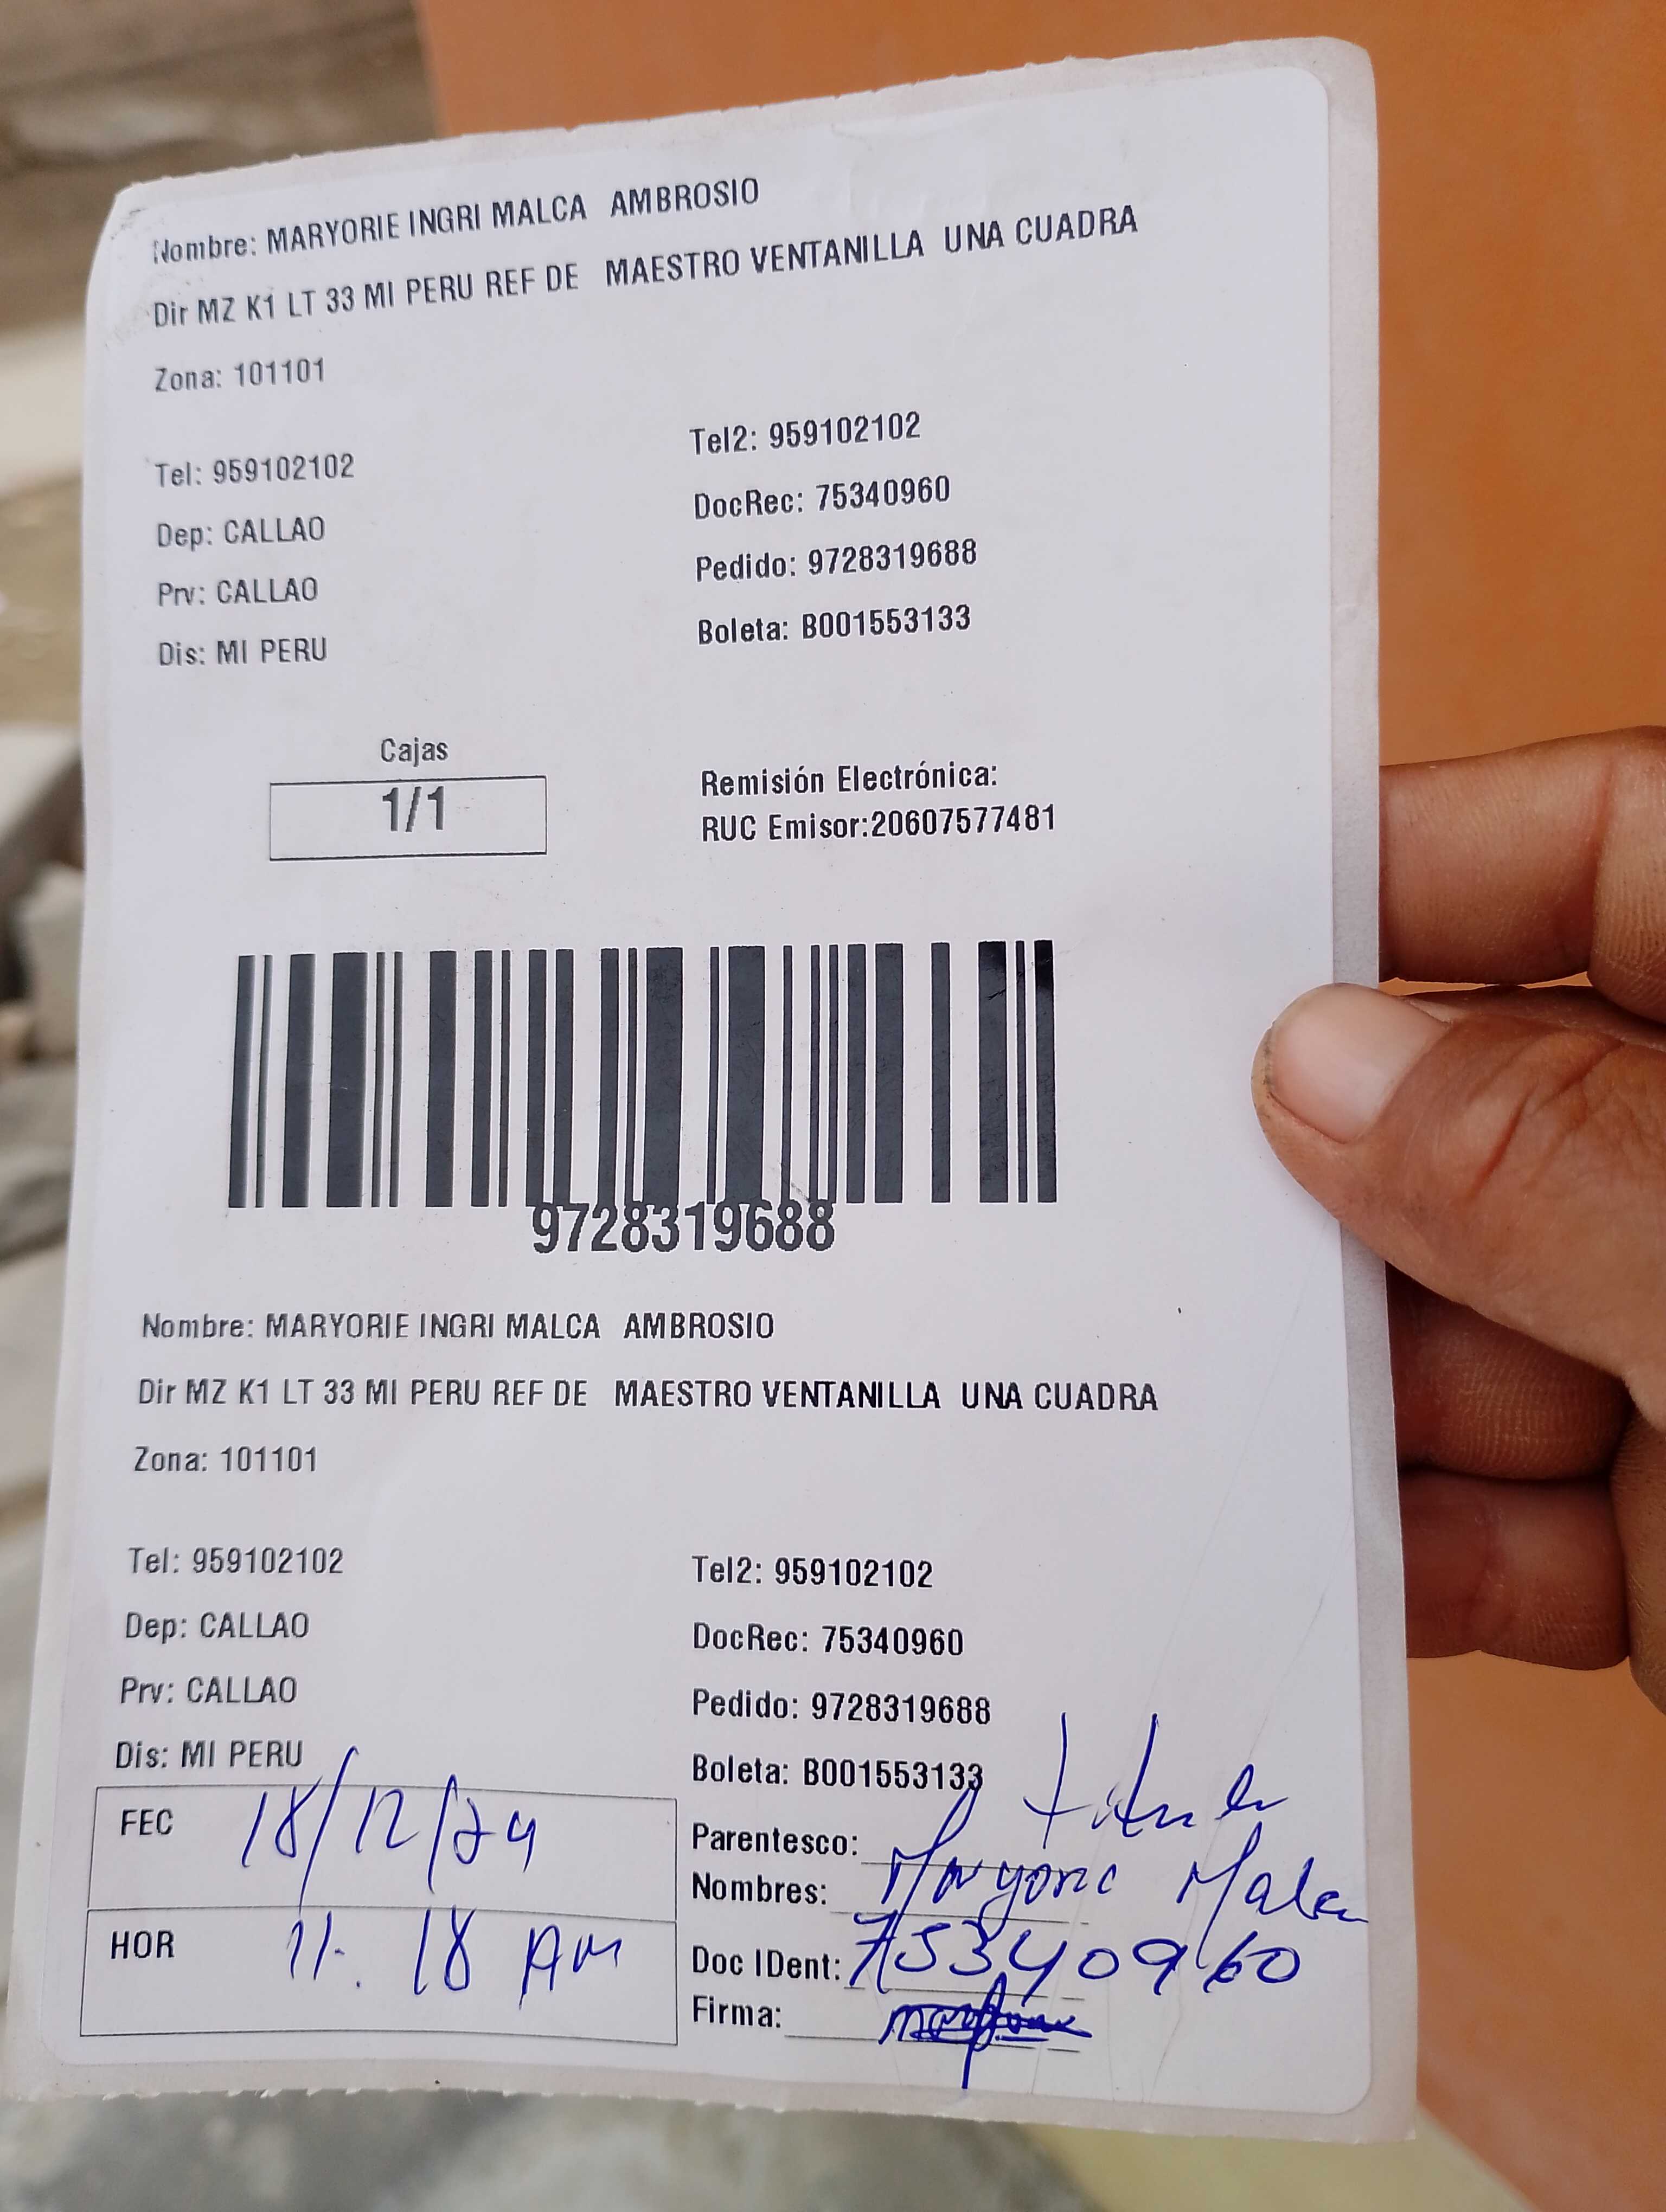 Nombre: MARYORIE INGRI MALCA AMBROSIO
Dir MZ K1 LT 33 MI PERU REF DE MAESTRO VENTANILLA UNA CUADRA
Zona: 101101
Tel: 959102102 Tel2: 959102102
Dep: CALLAO DocRec: 75340960
Prv: CALLAO Pedido: 9728319688
Dis: MI PERU Boleta: B001553133
Cajas
1/1
Remisión Electrónica:
RUC Emisor:20607577481
9728319688
Nombre: MARYORIE INGRI MALCA AMBROSIO
Dir MZ K1 LT 33 MI PERU REF DE MAESTRO VENTANILLA UNA CUADRA
Zona: 101101
Tel: 959102102 Tel2: 959102102
Dep: CALLAO DocRec: 75340960
Prv: CALLAO Pedido: 9728319688
Dis: MI PERU Boleta: B001553133
FEC 18/12/24
HOR 11. 18 AM
Parentesco:
Nombres: Maryorie Malca
Doc IDent: 75340960
Firma: